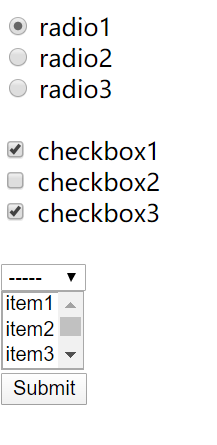 radio1
radio2
radio3
checkbox1
checkbox2
checkbox3
-----
item1
item2
item3
Submit